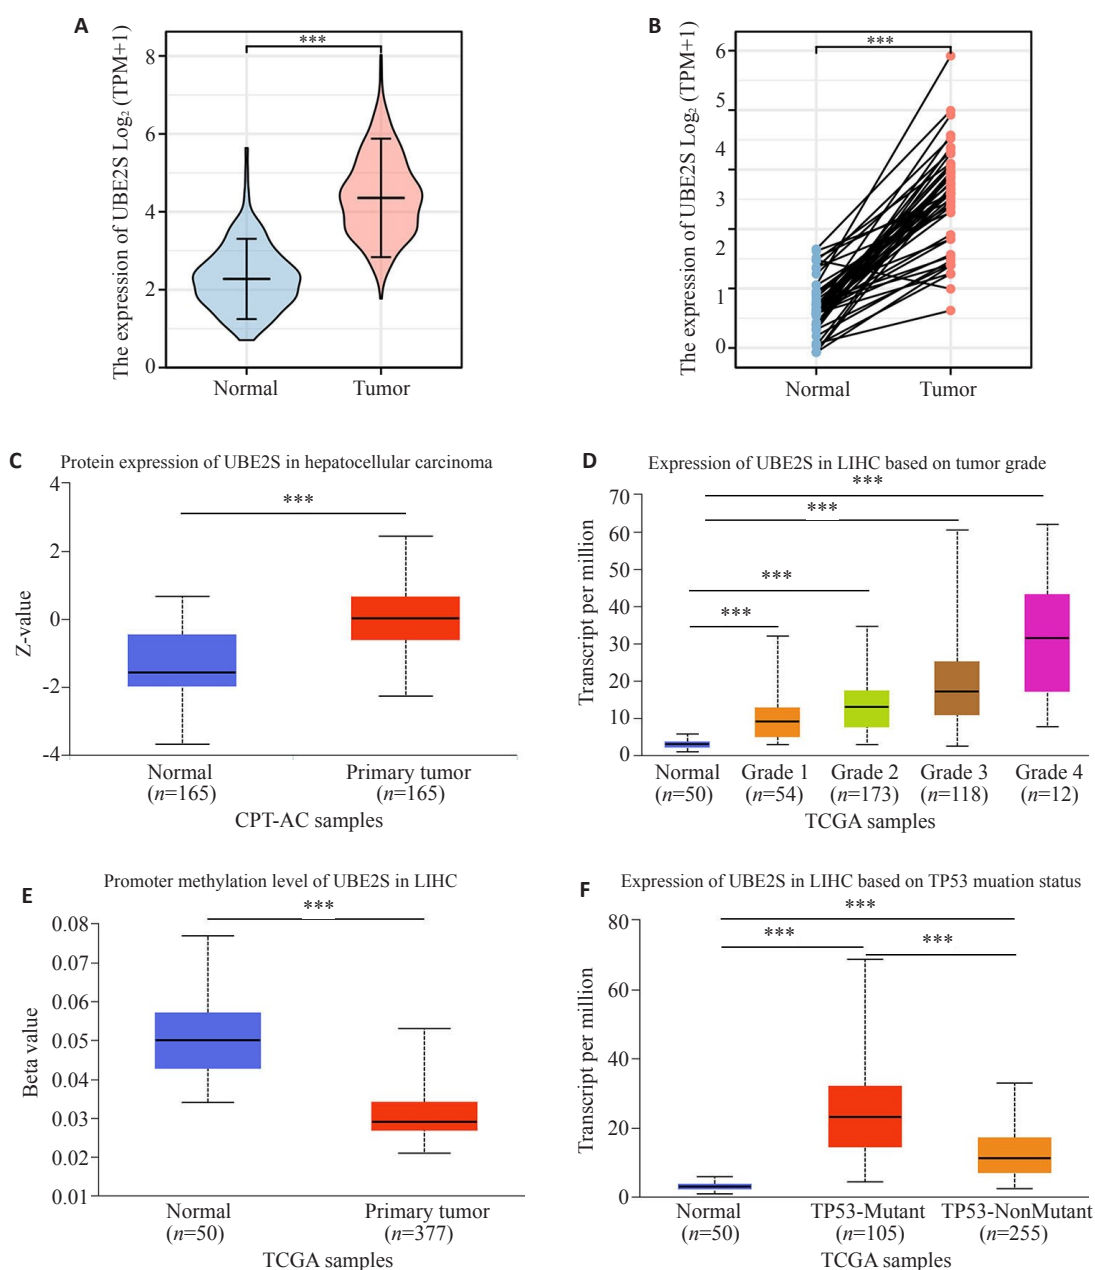 A
The expression of UBE2S Log₂ (TPM+1)
***
8
6
4
2
0
Normal
Tumor
B
The expression of UBE2S Log₂ (TPM+1)
***
6
5
4
3
2
1
0
Normal
Tumor
C
Protein expression of UBE2S in hepatocellular carcinoma
***
Z-value
4
2
0
-2
-4
Normal
(n=165)
Primary tumor
(n=165)
CPT-AC samples
D
Expression of UBE2S in LIHC based on tumor grade
***
***
***
***
Transcript per million
70
60
50
40
30
20
10
0
Normal
(n=50)
Grade 1
(n=54)
Grade 2
(n=173)
Grade 3
(n=118)
Grade 4
(n=12)
TCGA samples
E
Promoter methylation level of UBE2S in LIHC
***
Beta value
0.08
0.07
0.06
0.05
0.04
0.03
0.02
0.01
Normal
(n=50)
Primary tumor
(n=377)
TCGA samples
F
Expression of UBE2S in LIHC based on TP53 muation status
***
***
***
Transcript per million
80
60
40
20
0
Normal
(n=50)
TP53-Mutant
(n=105)
TP53-NonMutant
(n=255)
TCGA samples